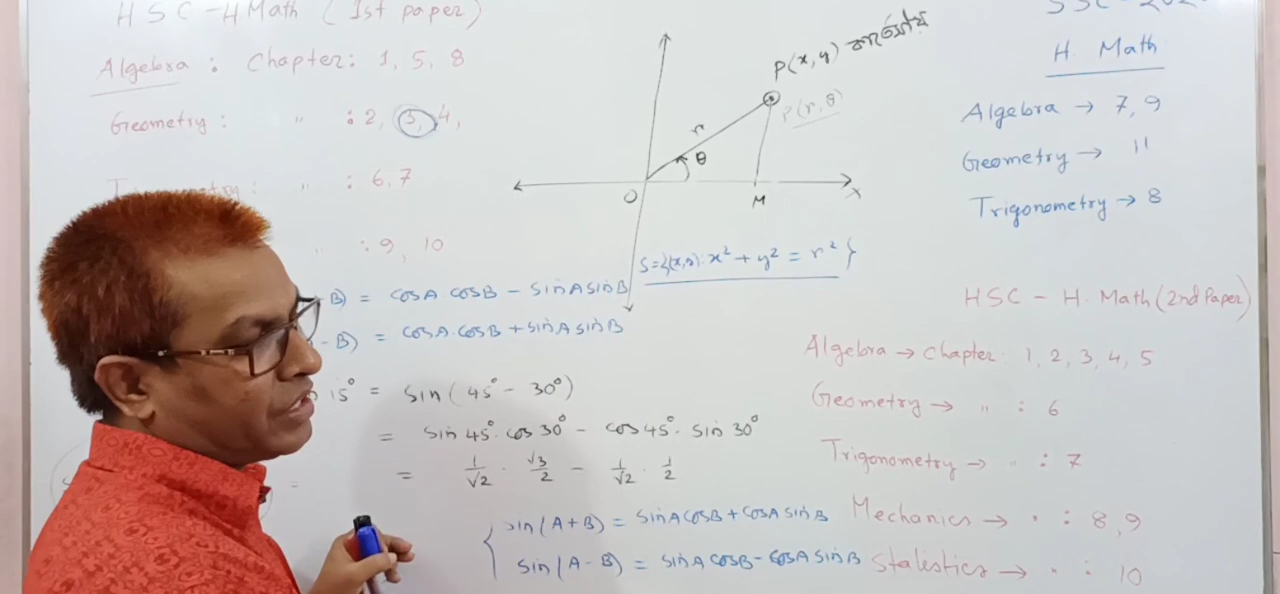 HSC-HMath (1st paper)
Algebra : Chapter: 1, 5, 8
Geometry : " : 2, 3, 4,
: 6, 7
" : 9, 10
B) = cosA cosB - sinA sinB
- B) = cosA.cosB + sinA sinB
15° = sin(45° - 30°)
= sin 45°. cos 30° - cos 45°. sin 30°
= 1/√2 . √3/2 - 1/√2 . 1/2
sin(A+B) = sinA cosB + cosA sinB
sin(A-B) = sinA cosB - cosA sinB
P(x, y) কার্তেসীয়
P(r, θ)
r
θ
O
M
X
S={(x,y): x² + y² = r²}
H. Math
Algebra → 7, 9
Geometry → 11
Trigonometry → 8
HSC - H. Math (2nd Paper)
Algebra → Chapter: 1, 2, 3, 4, 5
Geometry → " : 6
Trigonometry → " : 7
Mechanics → " : 8, 9
Statestics → " : 10